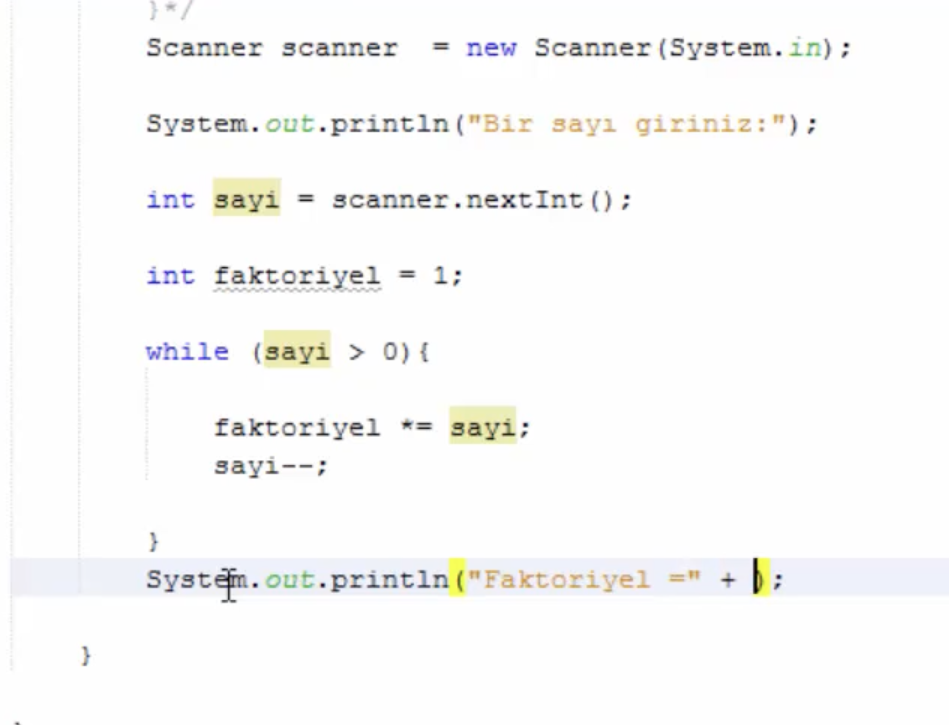 }*/
Scanner scanner  = new Scanner(System.in);
System.out.println("Bir sayı giriniz:");
int sayi = scanner.nextInt();
int faktoriyel = 1;
while (sayi > 0){
faktoriyel *= sayi;
sayi--;
}
System.out.println("Faktoriyel =" + );
}